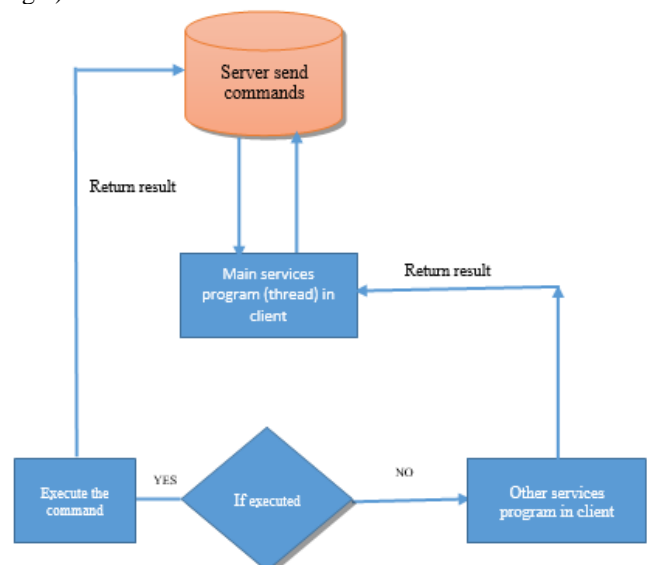 Server send
commands
Return result
Main services
program (thread) in
client
Return result
Execute the
command
YES
If executed
NO
Other services
program in client